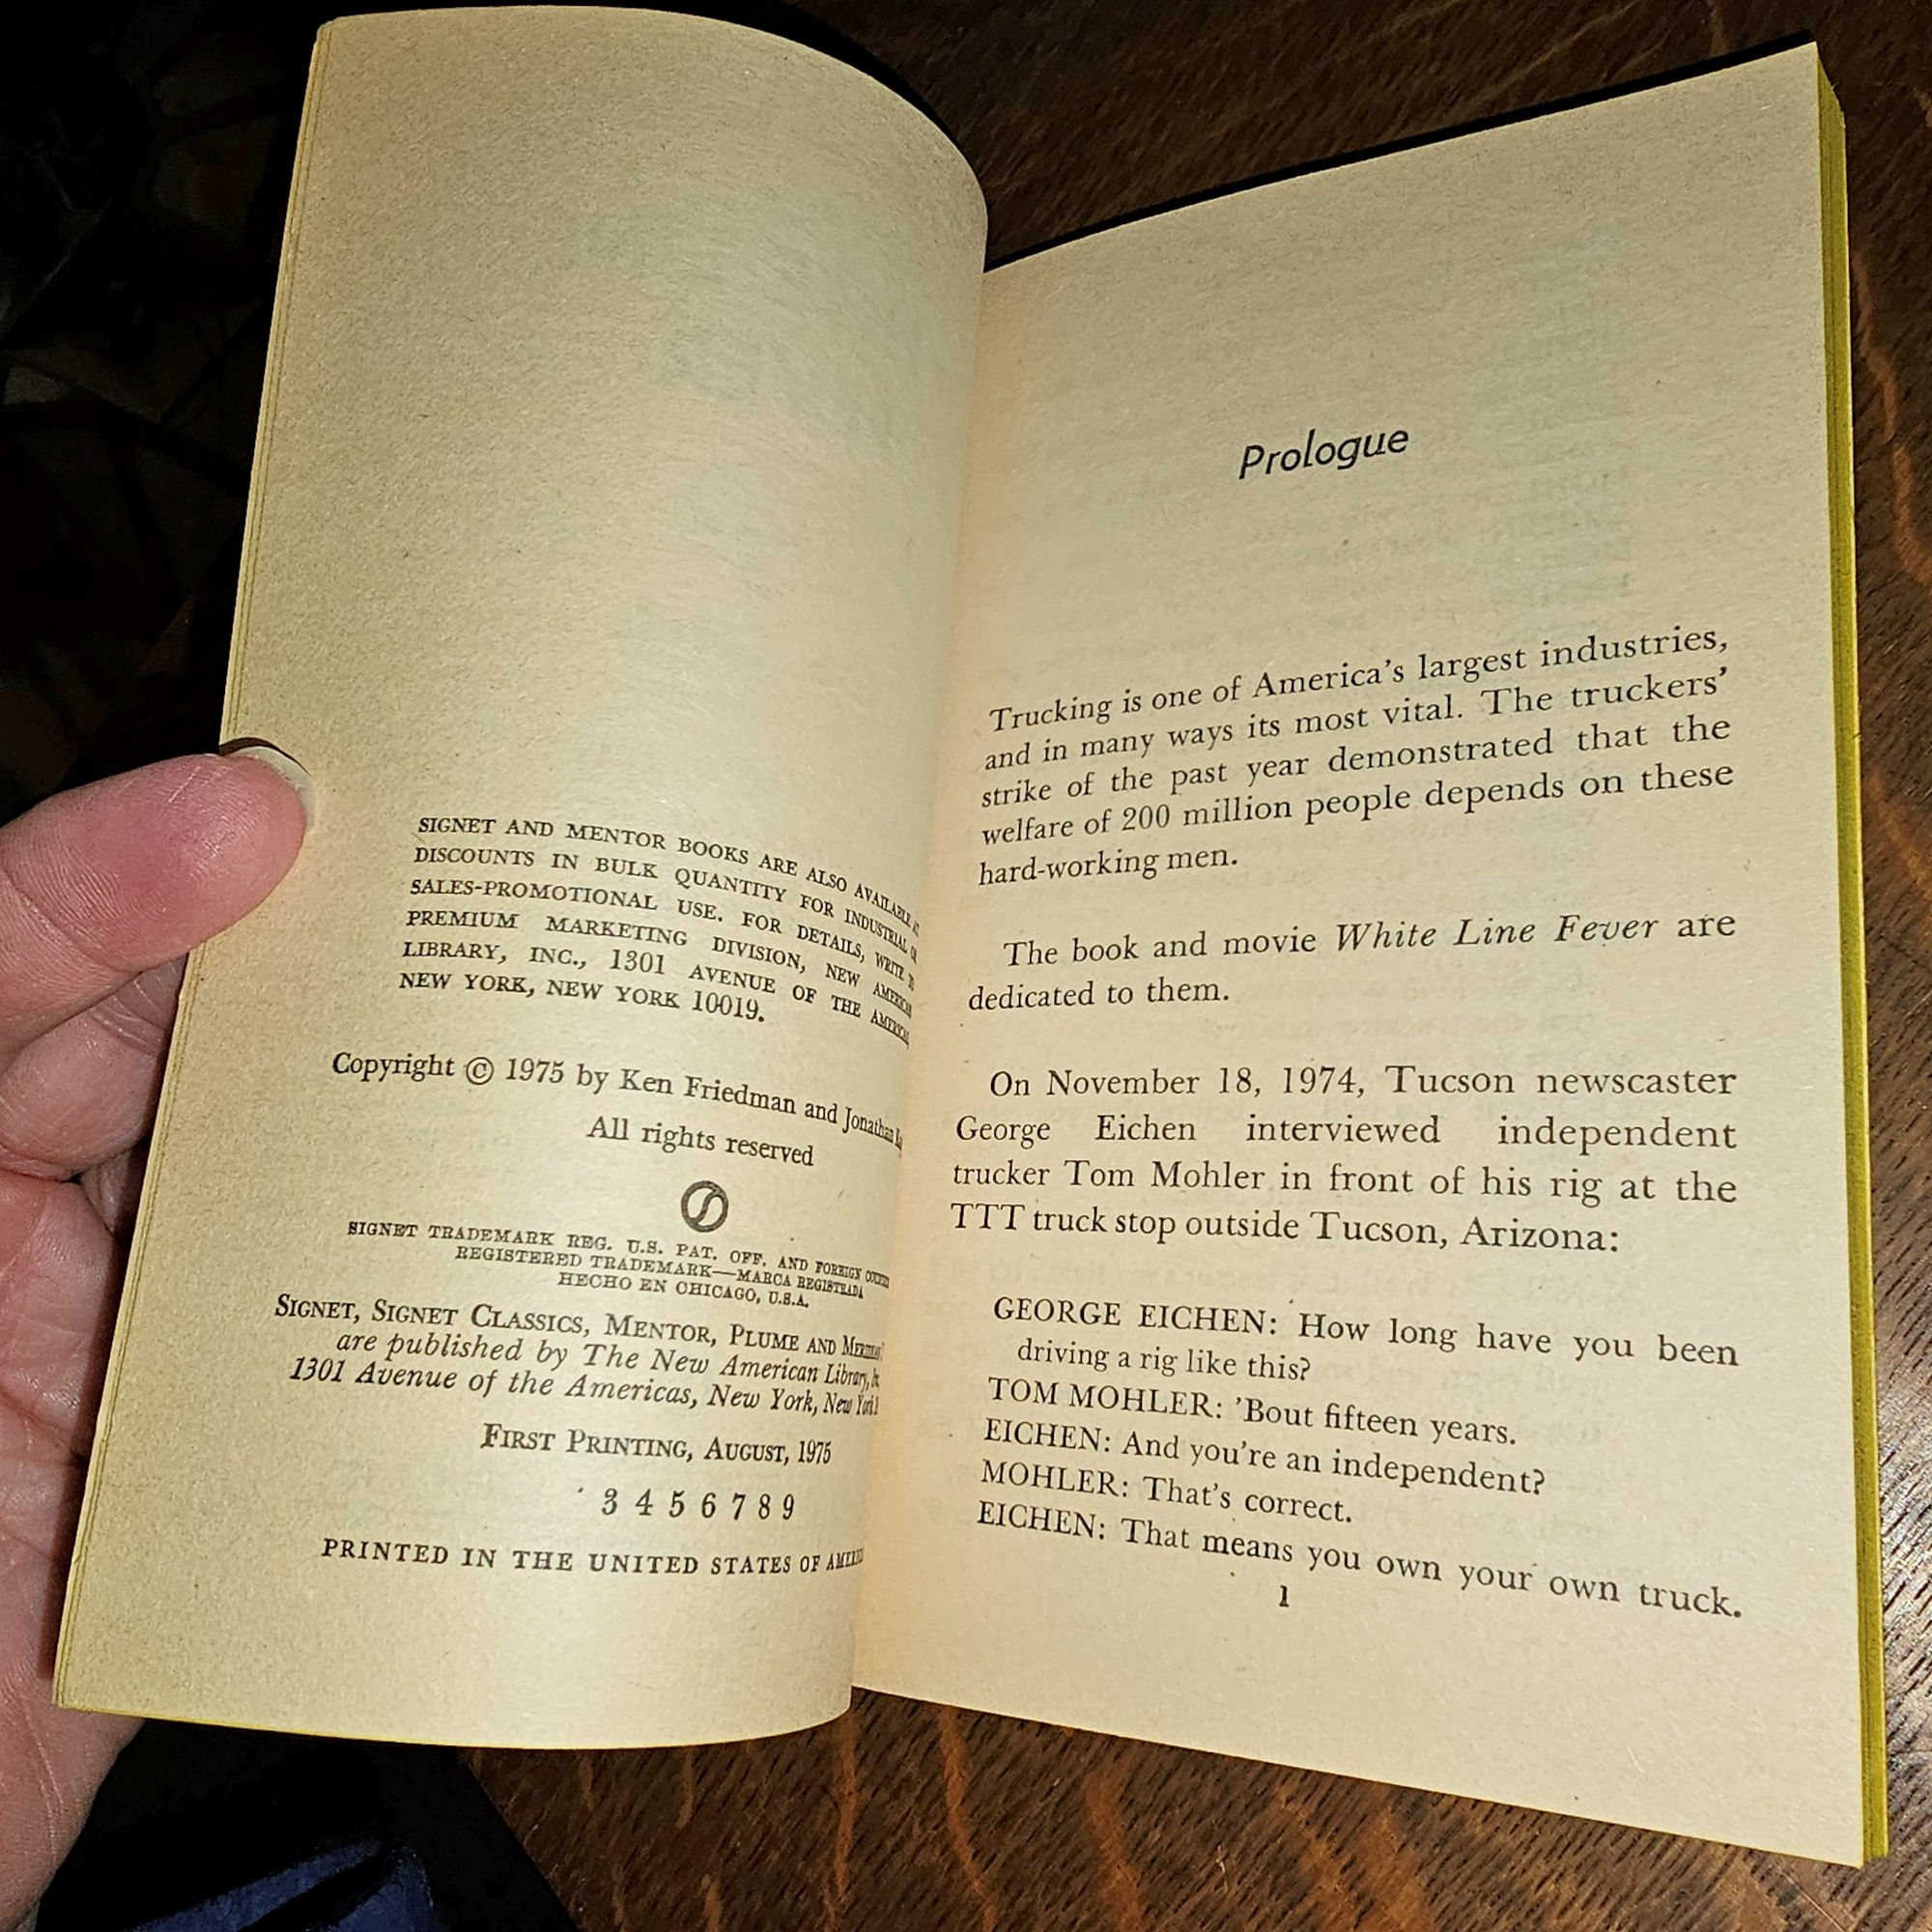 SIGNET AND MENTOR BOOKS ARE ALSO AVAILABLE AT
DISCOUNTS IN BULK QUANTITY FOR INDUSTRIAL OR
SALES-PROMOTIONAL USE. FOR DETAILS, WRITE TO
PREMIUM MARKETING DIVISION, NEW AMERICAN
LIBRARY, INC., 1301 AVENUE OF THE AMERICAS,
NEW YORK, NEW YORK 10019.
Copyright © 1975 by Ken Friedman and Jonathan
All rights reserved
SIGNET TRADEMARK REG. U.S. PAT. OFF. AND FOREIGN
REGISTERED TRADEMARK—MARCA REGISTRADA
HECHO EN CHICAGO, U.S.A.
SIGNET, SIGNET CLASSICS, MENTOR, PLUME AND
are published by The New American Library,
1301 Avenue of the Americas, New York, New
FIRST PRINTING, AUGUST, 1975
3 4 5 6 7 8 9
PRINTED IN THE UNITED STATES OF
Prologue
Trucking is one of America's largest industries,
and in many ways its most vital. The truckers'
strike of the past year demonstrated that the
welfare of 200 million people depends on these
hard-working men.
The book and movie White Line Fever are
dedicated to them.
On November 18, 1974, Tucson newscaster
George Eichen interviewed independent
trucker Tom Mohler in front of his rig at the
TTT truck stop outside Tucson, Arizona:
GEORGE EICHEN: How long have you been
driving a rig like this?
TOM MOHLER: 'Bout fifteen years.
EICHEN: And you're an independent?
MOHLER: That's correct.
EICHEN: That means you own your own truck.
1